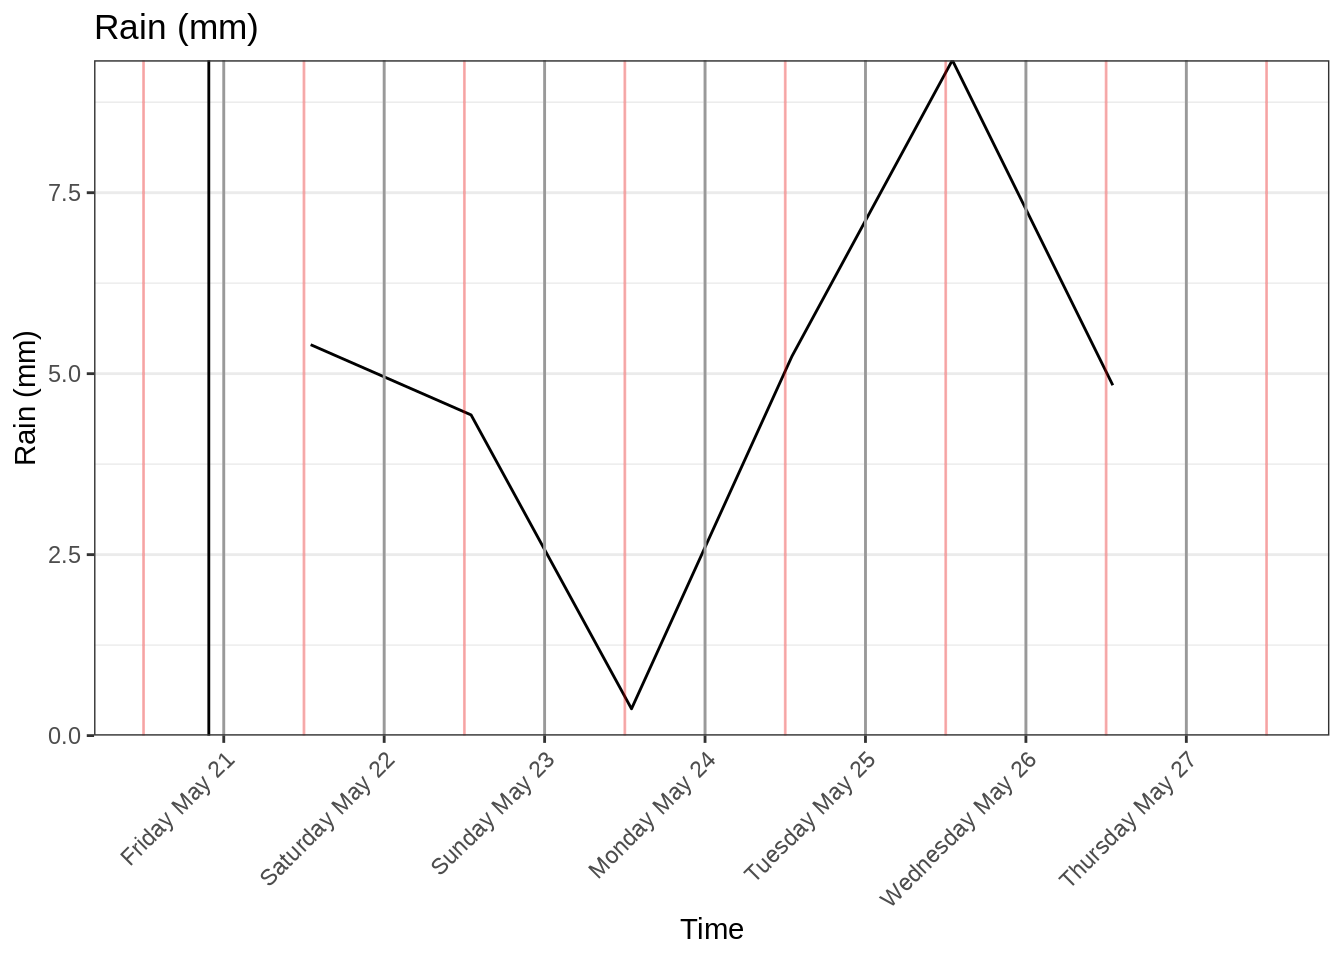 Rain (mm)
Rain (mm)
7.5
5.0
2.5
0.0
Friday May 21
Saturday May 22
Sunday May 23
Monday May 24
Tuesday May 25
Wednesday May 26
Thursday May 27
Time